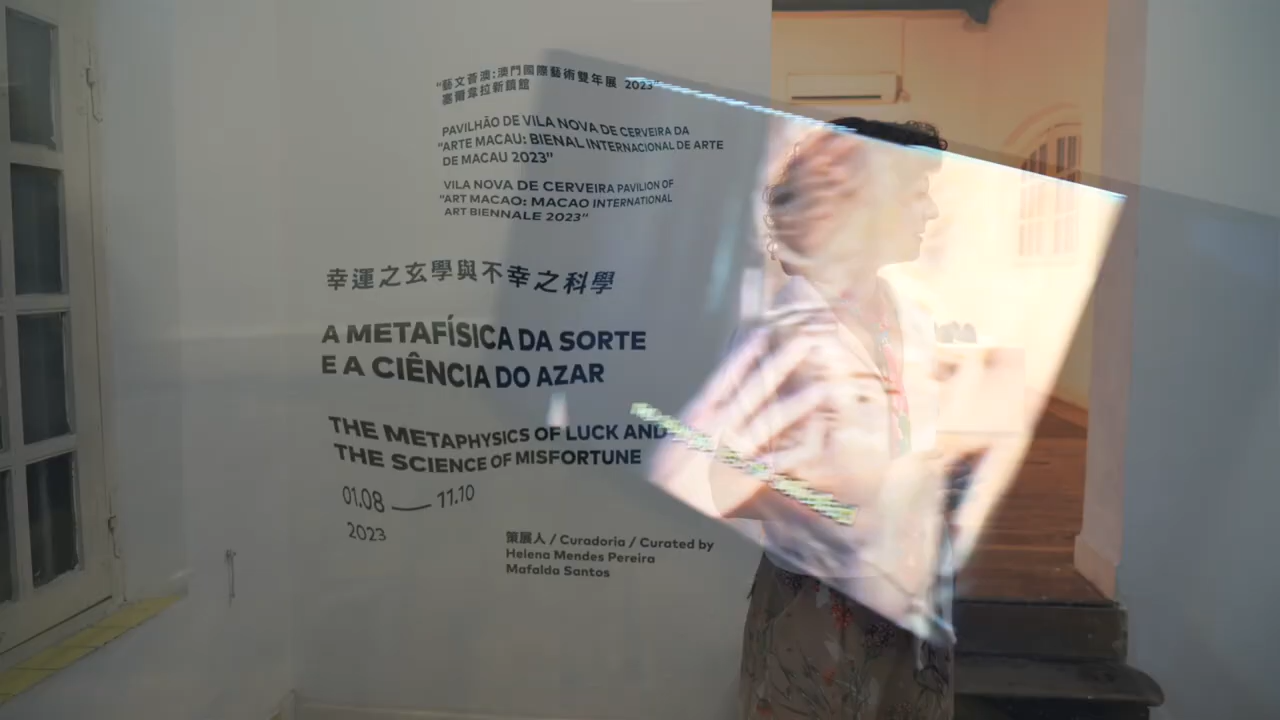 "藝文薈澳：澳門國際藝術雙年展 2023"
塞爾韋拉新鎮館
PAVILHÃO DE VILA NOVA DE CERVEIRA DA
"ARTE MACAU: BIENAL INTERNACIONAL DE ARTE
DE MACAU 2023"
VILA NOVA DE CERVEIRA PAVILION OF
"ART MACAO: MACAO INTERNATIONAL
ART BIENNALE 2023"
幸運之玄學與不幸之科學
A METAFÍSICA DA SORTE
E A CIÊNCIA DO AZAR
THE METAPHYSICS OF LUCK AND
THE SCIENCE OF MISFORTUNE
01.08 — 11.10
2023
策展人 / Curadoria / Curated by
Helena Mendes Pereira
Mafalda Santos